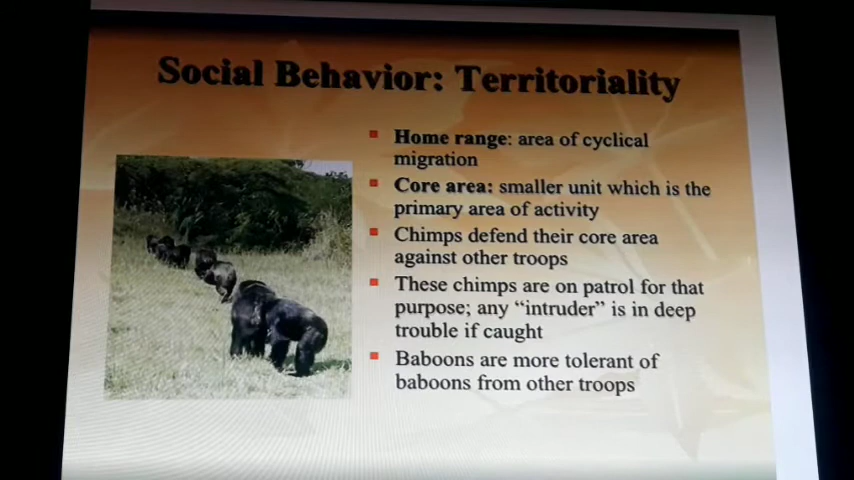 Social Behavior: Territoriality
Home range: area of cyclical
migration
Core area: smaller unit which is the
primary area of activity
Chimps defend their core area
against other troops
These chimps are on patrol for that
purpose; any “intruder” is in deep
trouble if caught
Baboons are more tolerant of
baboons from other troops